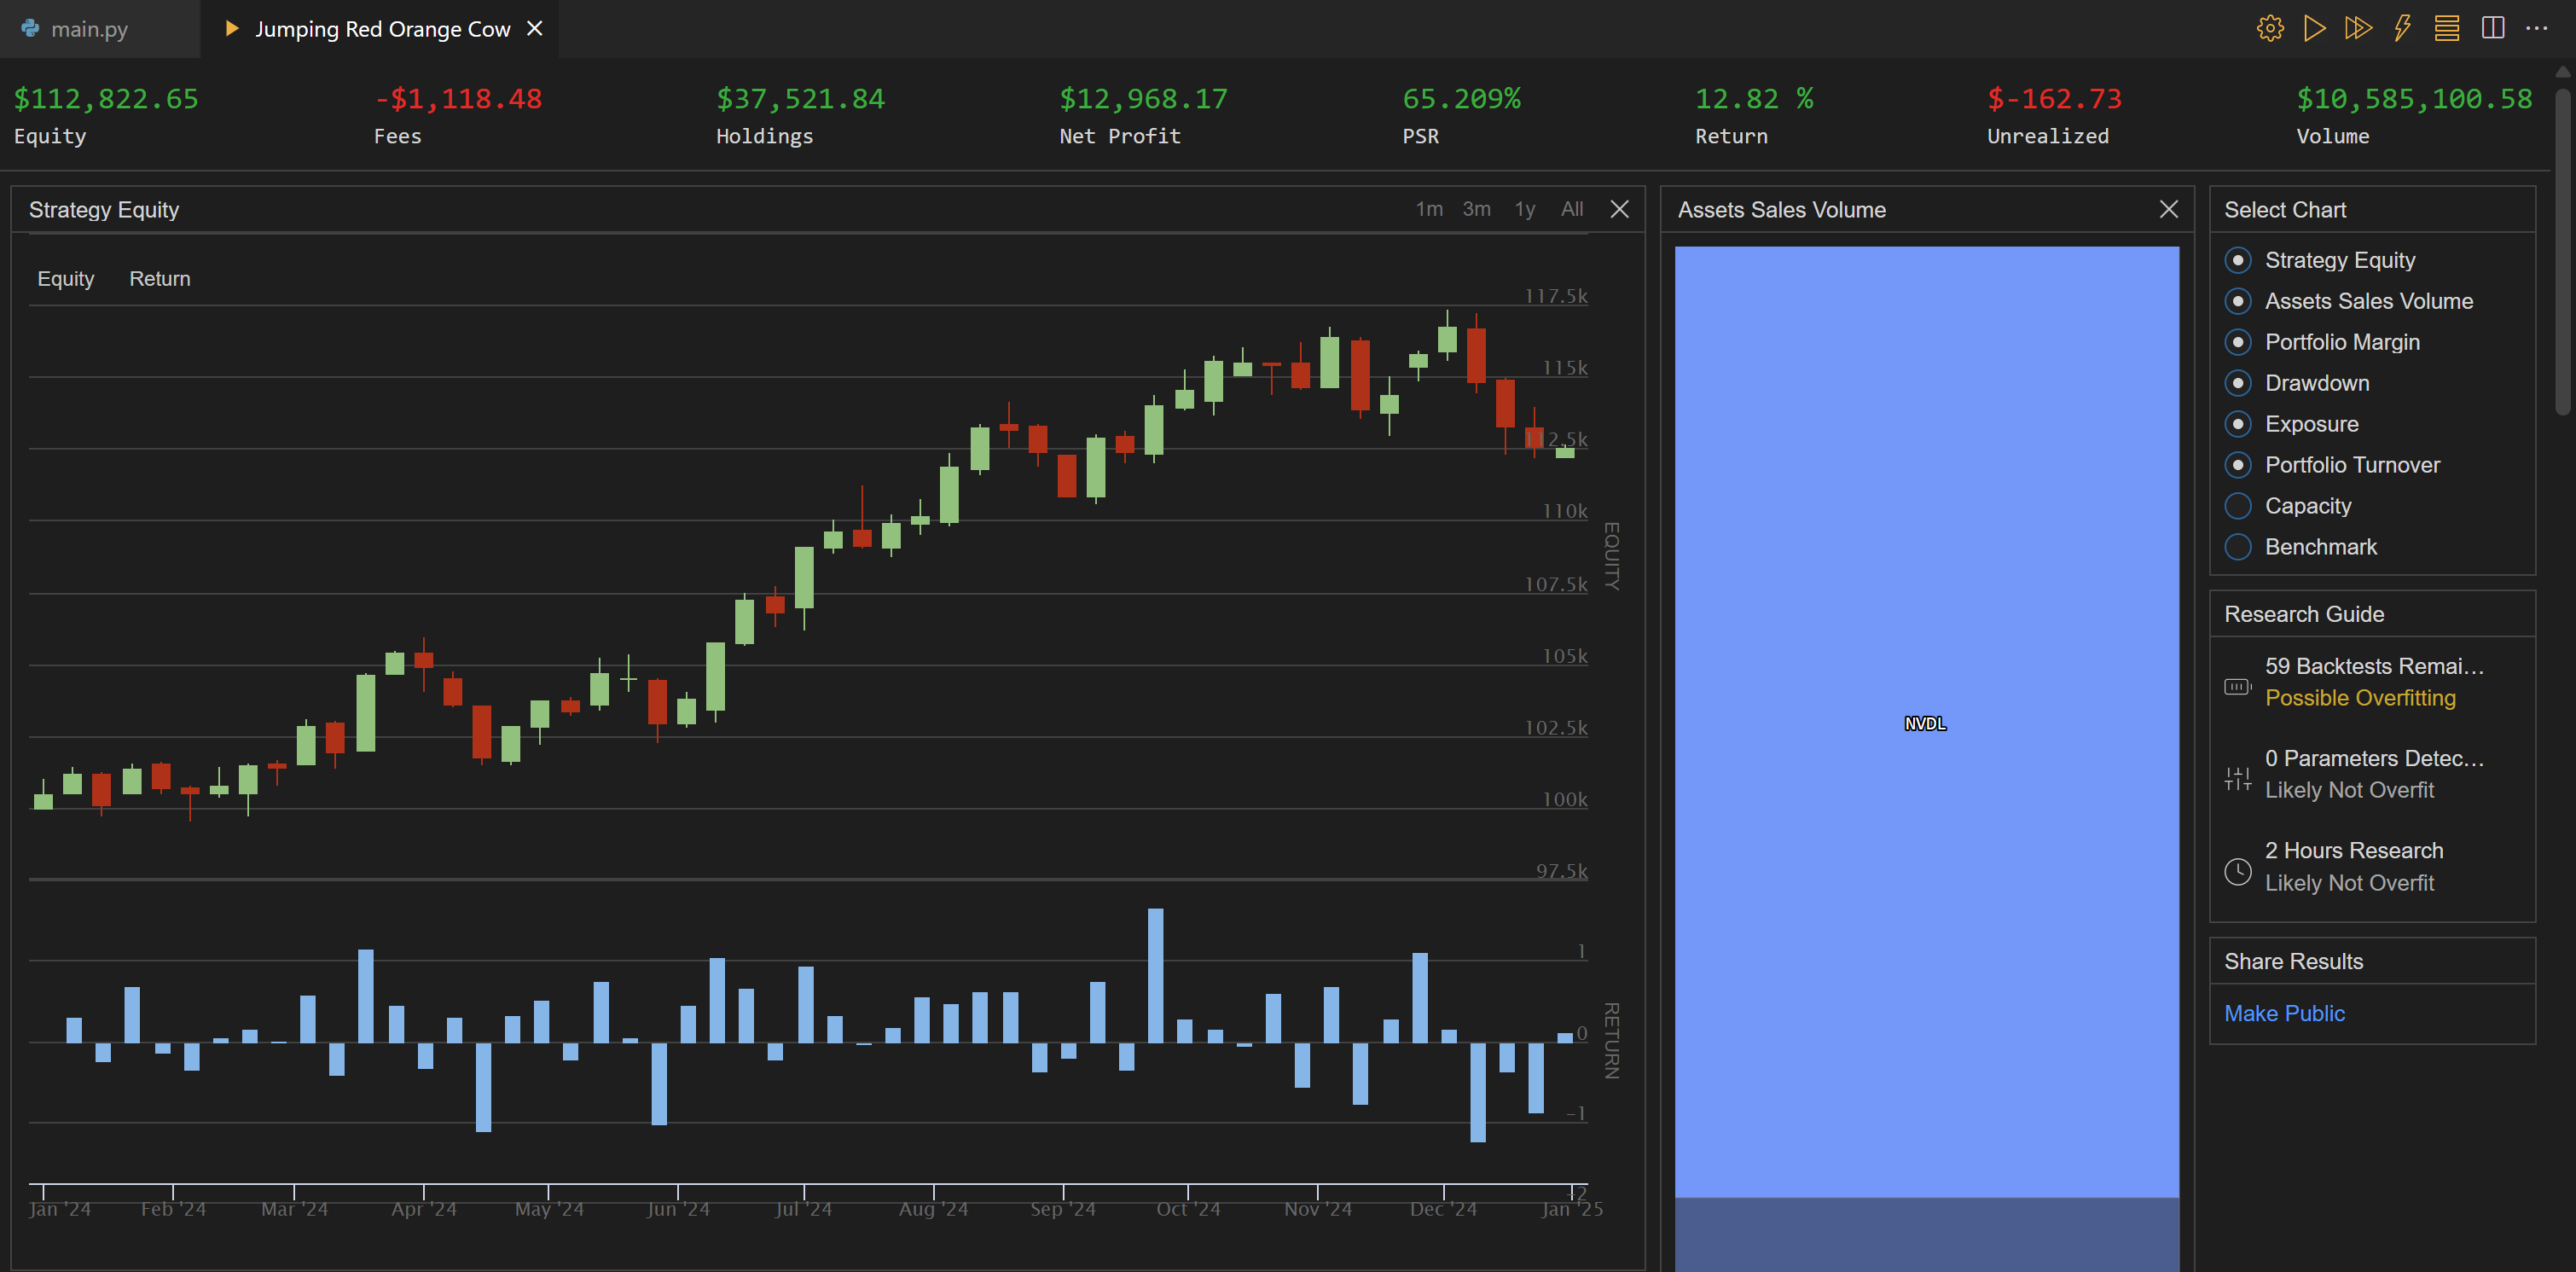 main.py
Jumping Red Orange Cow
$112,822.65
Equity
-$1,118.48
Fees
$37,521.84
Holdings
$12,968.17
Net Profit
65.209%
PSR
12.82 %
Return
$-162.73
Unrealized
$10,585,100.58
Volume
Strategy Equity
1m 3m 1y All
Equity Return
117.5k
115k
112.5k
110k
107.5k
105k
102.5k
100k
97.5k
EQUITY
1
0
-1
-2
RETURN
Jan '24 Feb '24 Mar '24 Apr '24 May '24 Jun '24 Jul '24 Aug '24 Sep '24 Oct '24 Nov '24 Dec '24 Jan '25
Assets Sales Volume
NVDL
Select Chart
Strategy Equity
Assets Sales Volume
Portfolio Margin
Drawdown
Exposure
Portfolio Turnover
Capacity
Benchmark
Research Guide
59 Backtests Remai...
Possible Overfitting
0 Parameters Detec...
Likely Not Overfit
2 Hours Research
Likely Not Overfit
Share Results
Make Public